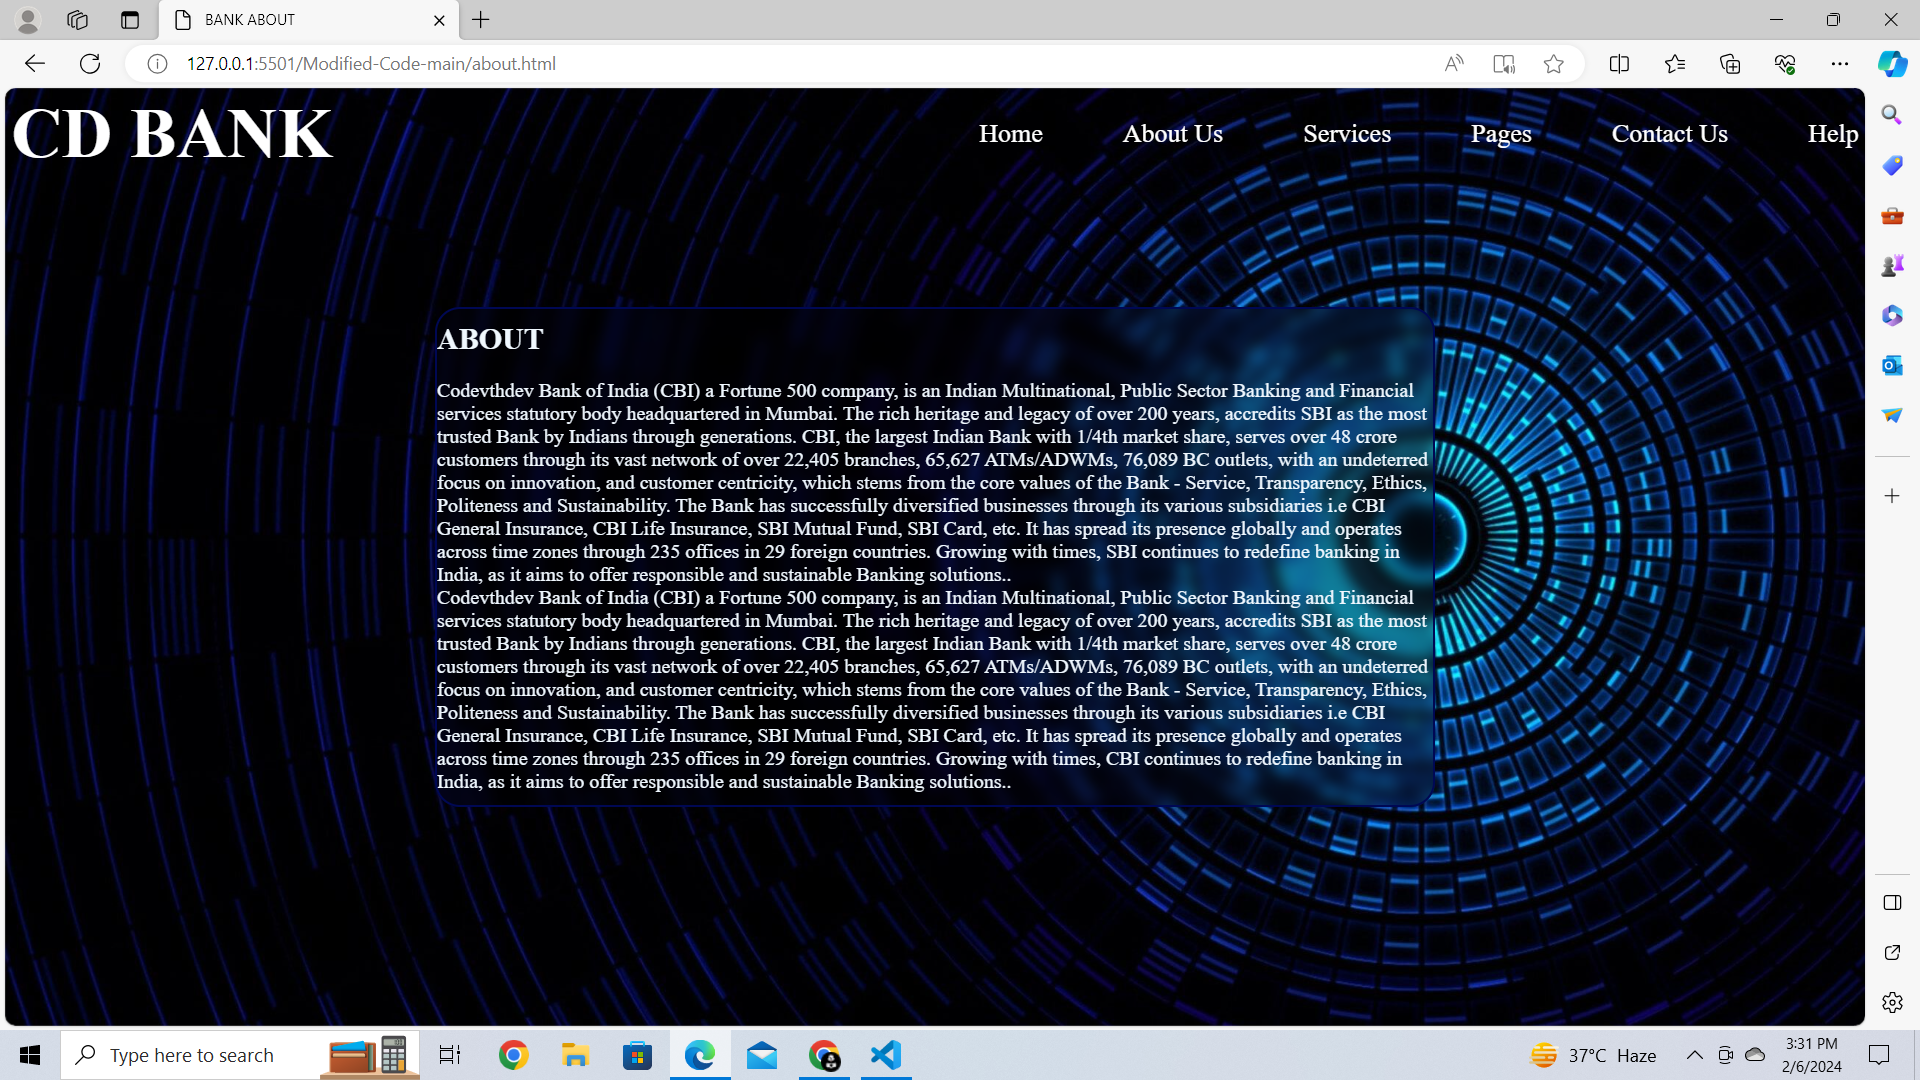 BANK ABOUT
127.0.0.1:5501/Modified-Code-main/about.html
CD BANK
Home About Us Services Pages Contact Us Help
ABOUT
Codevthdev Bank of India (CBI) a Fortune 500 company, is an Indian Multinational, Public Sector Banking and Financial
services statutory body headquartered in Mumbai. The rich heritage and legacy of over 200 years, accredits SBI as the most
trusted Bank by Indians through generations. CBI, the largest Indian Bank with 1/4th market share, serves over 48 crore
customers through its vast network of over 22,405 branches, 65,627 ATMs/ADWMs, 76,089 BC outlets, with an undeterred
focus on innovation, and customer centricity, which stems from the core values of the Bank - Service, Transparency, Ethics,
Politeness and Sustainability. The Bank has successfully diversified businesses through its various subsidiaries i.e CBI
General Insurance, CBI Life Insurance, SBI Mutual Fund, SBI Card, etc. It has spread its presence globally and operates
across time zones through 235 offices in 29 foreign countries. Growing with times, SBI continues to redefine banking in
India, as it aims to offer responsible and sustainable Banking solutions..
Codevthdev Bank of India (CBI) a Fortune 500 company, is an Indian Multinational, Public Sector Banking and Financial
services statutory body headquartered in Mumbai. The rich heritage and legacy of over 200 years, accredits SBI as the most
trusted Bank by Indians through generations. CBI, the largest Indian Bank with 1/4th market share, serves over 48 crore
customers through its vast network of over 22,405 branches, 65,627 ATMs/ADWMs, 76,089 BC outlets, with an undeterred
focus on innovation, and customer centricity, which stems from the core values of the Bank - Service, Transparency, Ethics,
Politeness and Sustainability. The Bank has successfully diversified businesses through its various subsidiaries i.e CBI
General Insurance, CBI Life Insurance, SBI Mutual Fund, SBI Card, etc. It has spread its presence globally and operates
across time zones through 235 offices in 29 foreign countries. Growing with times, CBI continues to redefine banking in
India, as it aims to offer responsible and sustainable Banking solutions..
Type here to search
37°C Haze
3:31 PM
2/6/2024